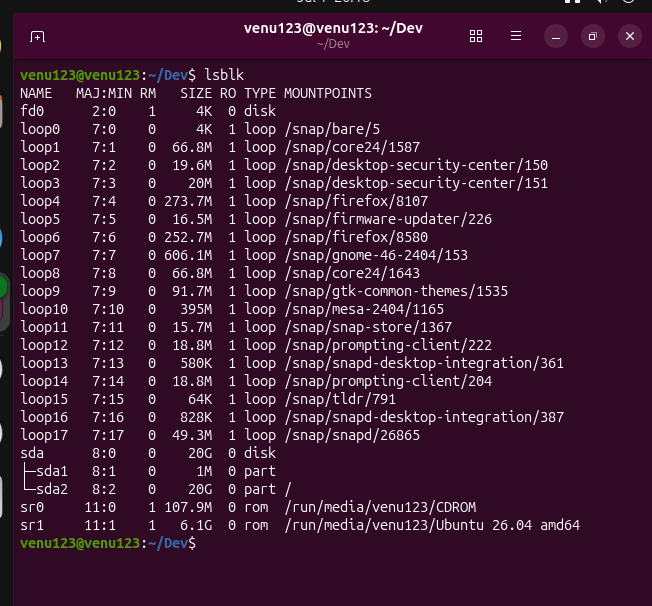 venu123@venu123: ~/Dev
~/Dev
venu123@venu123:~/Dev$ lsblk
NAME   MAJ:MIN RM   SIZE RO TYPE MOUNTPOINTS
fd0      2:0    1     4K  0 disk
loop0    7:0    0     4K  1 loop /snap/bare/5
loop1    7:1    0  66.8M  1 loop /snap/core24/1587
loop2    7:2    0  19.6M  1 loop /snap/desktop-security-center/150
loop3    7:3    0    20M  1 loop /snap/desktop-security-center/151
loop4    7:4    0 273.7M  1 loop /snap/firefox/8107
loop5    7:5    0  16.5M  1 loop /snap/firmware-updater/226
loop6    7:6    0 252.7M  1 loop /snap/firefox/8580
loop7    7:7    0 606.1M  1 loop /snap/gnome-46-2404/153
loop8    7:8    0  66.8M  1 loop /snap/core24/1643
loop9    7:9    0  91.7M  1 loop /snap/gtk-common-themes/1535
loop10   7:10   0   395M  1 loop /snap/mesa-2404/1165
loop11   7:11   0  15.7M  1 loop /snap/snap-store/1367
loop12   7:12   0  18.8M  1 loop /snap/prompting-client/222
loop13   7:13   0   580K  1 loop /snap/snapd-desktop-integration/361
loop14   7:14   0  18.8M  1 loop /snap/prompting-client/204
loop15   7:15   0    64K  1 loop /snap/tldr/791
loop16   7:16   0   828K  1 loop /snap/snapd-desktop-integration/387
loop17   7:17   0  49.3M  1 loop /snap/snapd/26865
sda      8:0    0    20G  0 disk
├─sda1   8:1    0     1M  0 part
└─sda2   8:2    0    20G  0 part /
sr0     11:0    1 107.9M  0 rom  /run/media/venu123/CDROM
sr1     11:1    1   6.1G  0 rom  /run/media/venu123/Ubuntu 26.04 amd64
venu123@venu123:~/Dev$